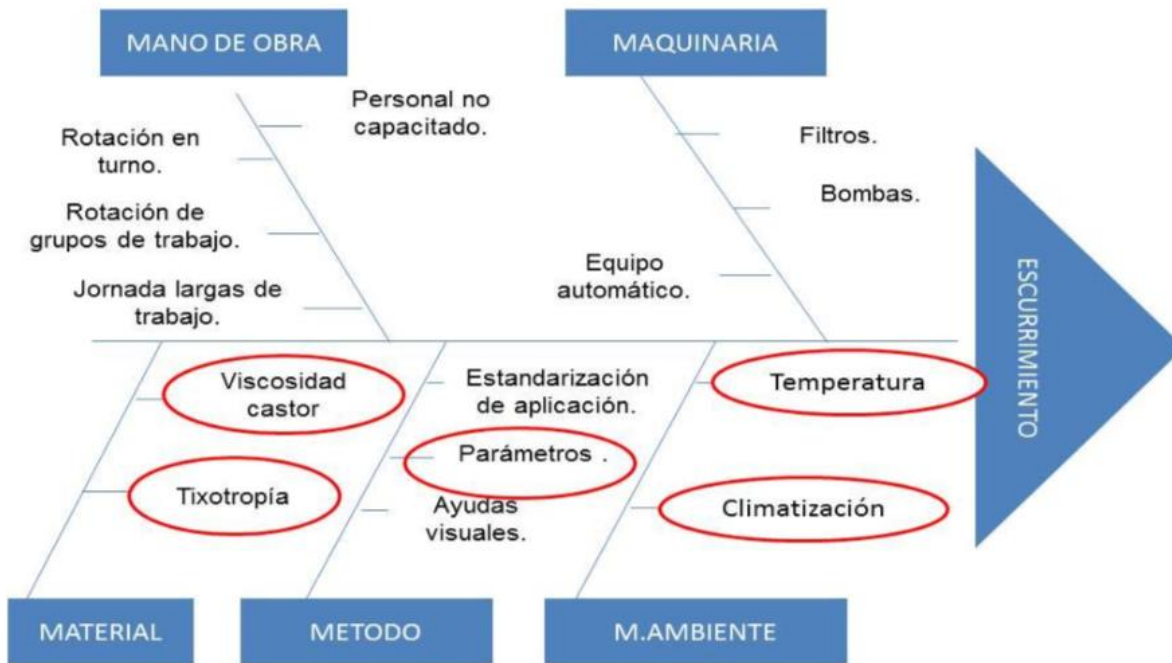 MANO DE OBRA
MAQUINARIA
Personal no
capacitado.
Rotación en
turno.
Rotación de
grupos de trabajo.
Jornada largas de
trabajo.
Filtros.
Bombas.
Equipo
automático.
ESCURRIMIENTO
Viscosidad
castor
Tixotropía
Estandarización
de aplicación.
Parámetros .
Ayudas
visuales.
Temperatura
Climatización
MATERIAL
METODO
M.AMBIENTE